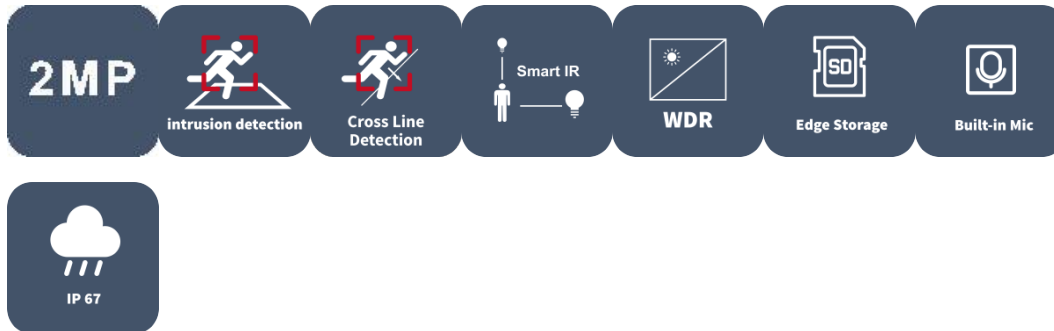 2MP
intrusion detection
Cross Line
Detection
Smart IR
WDR
SD
Edge Storage
Built-in Mic
IP 67